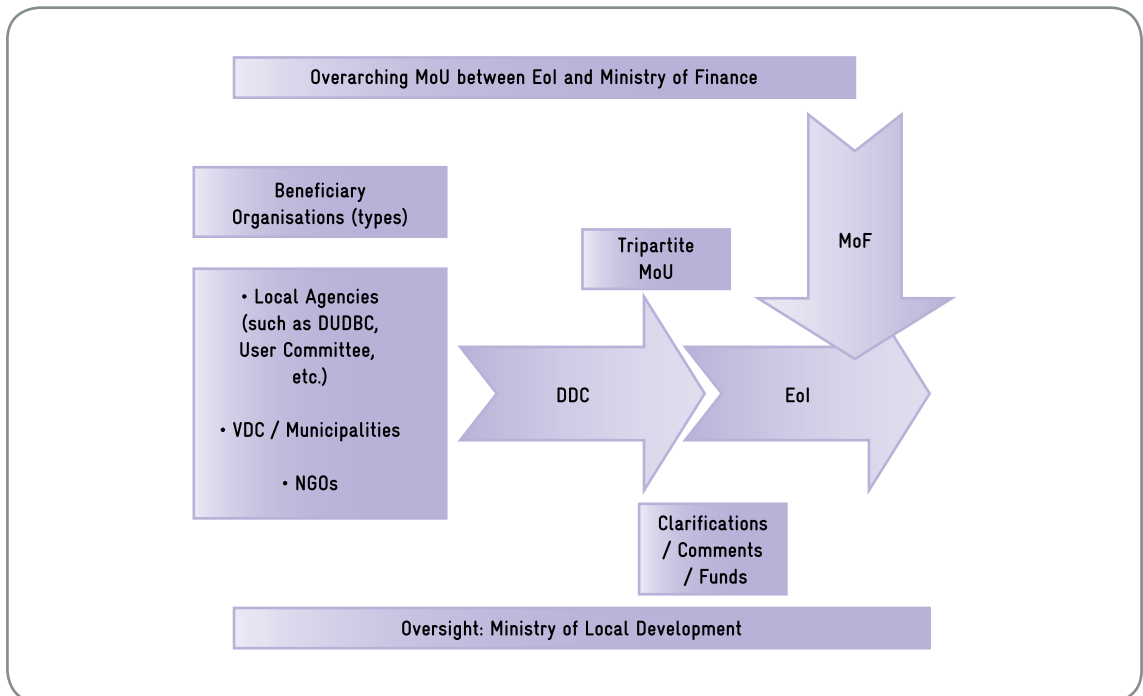 Overarching MoU between EoI and Ministry of Finance
Beneficiary
Organisations (types)
• Local Agencies
(such as DUDBC,
User Committee,
etc.)
• VDC / Municipalities
• NGOs
Tripartite
MoU
MoF
DDC
EoI
Clarifications
/ Comments
/ Funds
Oversight: Ministry of Local Development